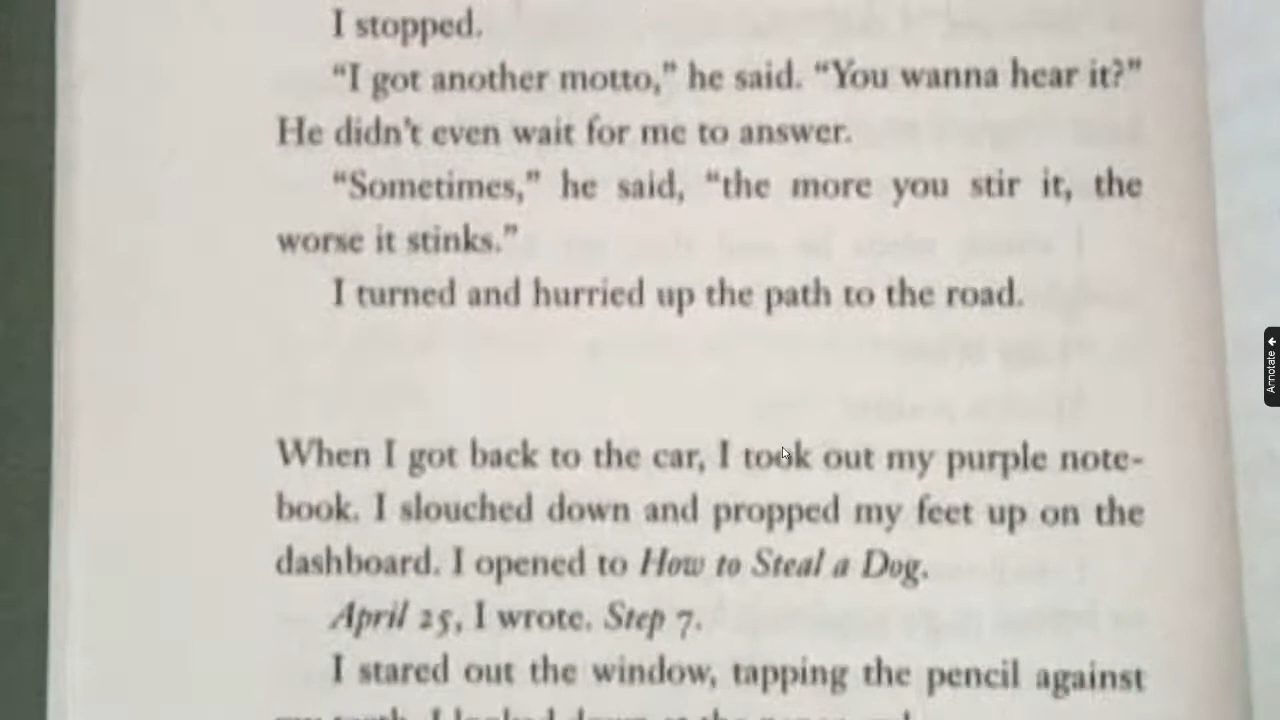 I stopped.
“I got another motto,” he said. “You wanna hear it?”
He didn’t even wait for me to answer.
“Sometimes,” he said, “the more you stir it, the
worse it stinks.”
I turned and hurried up the path to the road.
When I got back to the car, I took out my purple note-
book. I slouched down and propped my feet up on the
dashboard. I opened to How to Steal a Dog.
April 25, I wrote. Step 7.
I stared out the window, tapping the pencil against
Annotate